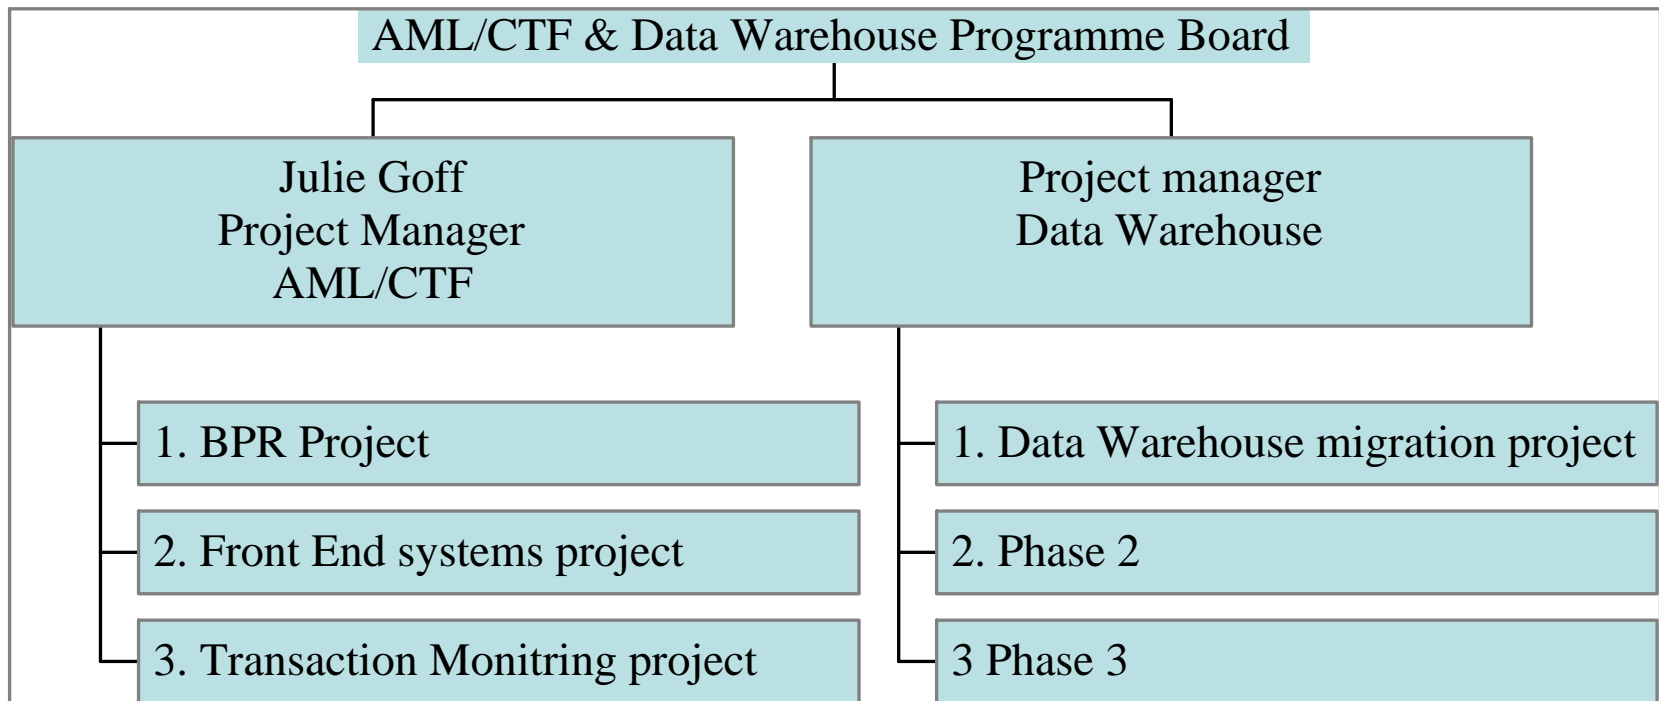 AML/CTF & Data Warehouse Programme Board
Julie Goff
Project Manager
AML/CTF
Project manager
Data Warehouse
1. BPR Project
2. Front End systems project
3. Transaction Monitring project
1. Data Warehouse migration project
2. Phase 2
3 Phase 3